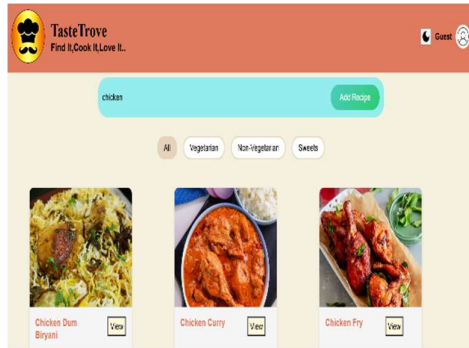 TasteTrove
Find It,Cook It,Love It..
Guest
chicken
Add Recipe
All
Vegetarian
Non-Vegetarian
Sweets
Chicken Dum
Biryani
View
Chicken Curry
View
Chicken Fry
View